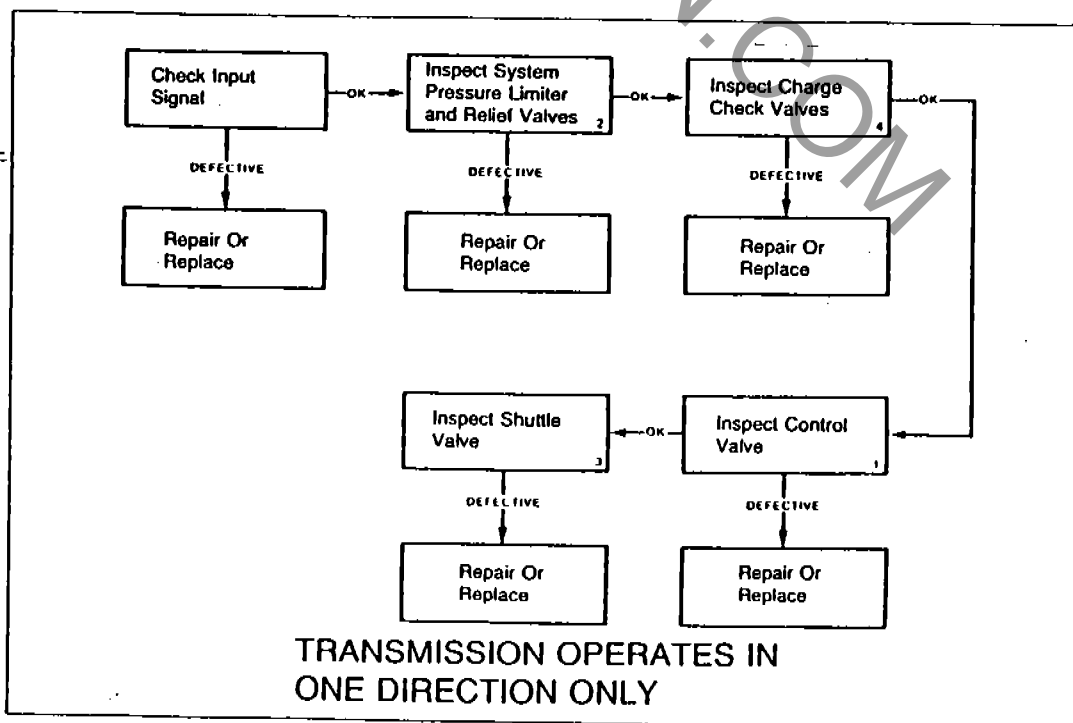 .COM
Check Input
Signal
OK
Inspect System
Pressure Limiter
and Relief Valves
2
OK
Inspect Charge
Check Valves
4
OK
DEFECTIVE
DEFECTIVE
DEFECTIVE
Repair Or
Replace
Repair Or
Replace
Repair Or
Replace
Inspect Shuttle
Valve
3
OK
Inspect Control
Valve
1
DEFECTIVE
DEFECTIVE
Repair Or
Replace
Repair Or
Replace
TRANSMISSION OPERATES IN
ONE DIRECTION ONLY